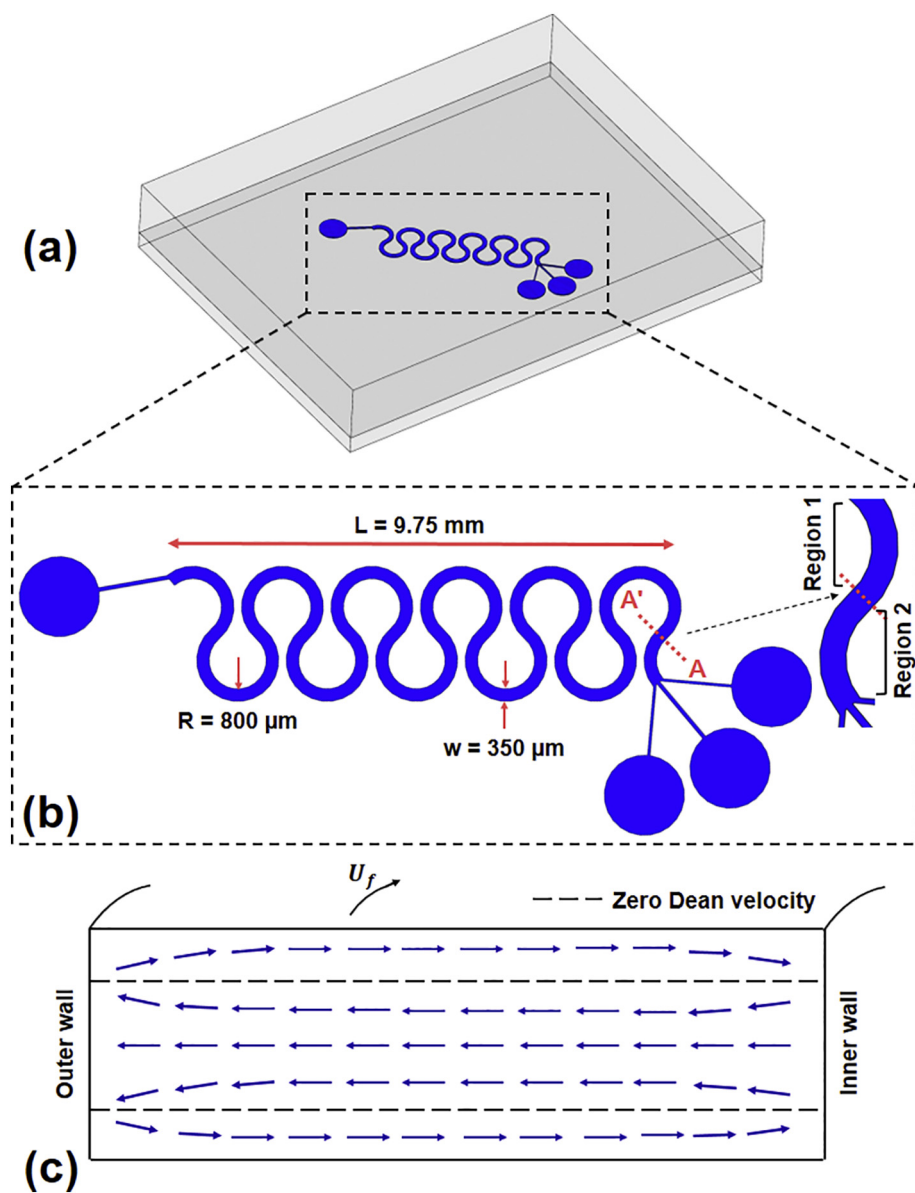 (a)
L = 9.75 mm
A'
A
R = 800 µm
w = 350 µm
Region 1
Region 2
(b)
U_f
Zero Dean velocity
Outer wall
Inner wall
(c)